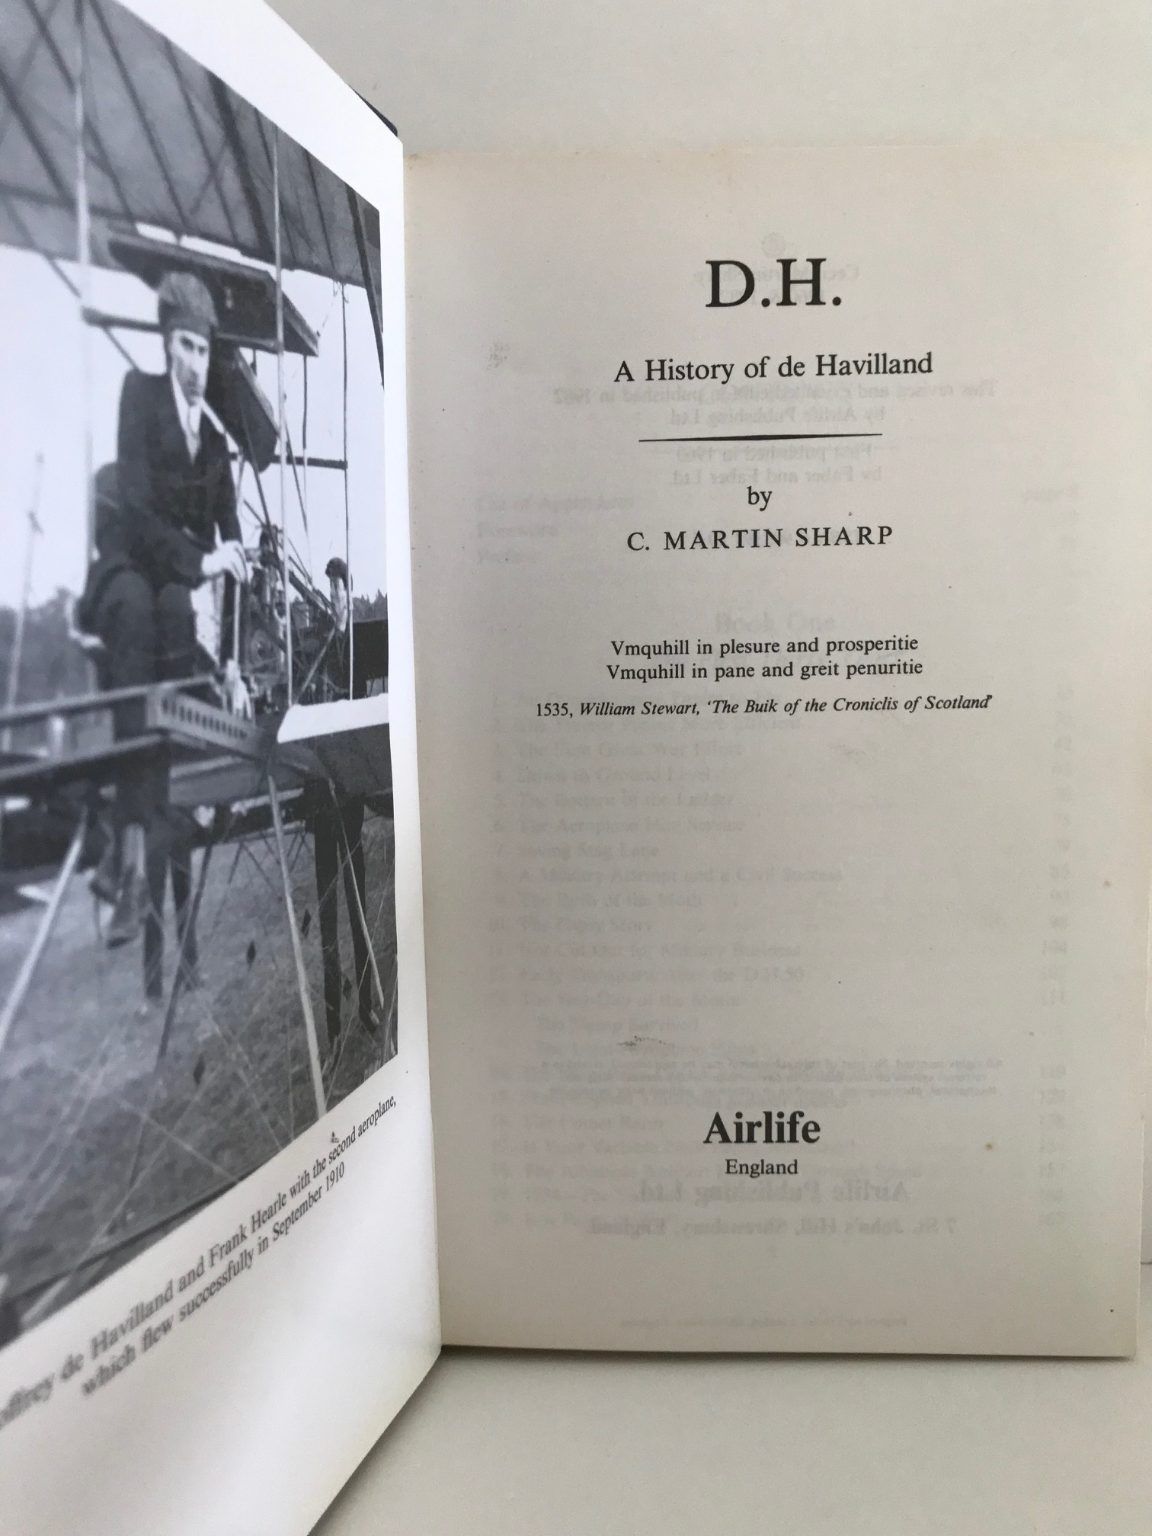 offrey de Havilland and Frank Hearle with the second aeroplane,
which flew successfully in September 1910
D.H.
A History of de Havilland
by
C. MARTIN SHARP
Vmquhill in plesure and prosperitie
Vmquhill in pane and greit penuritie
1535, William Stewart, 'The Buik of the Croniclis of Scotland'
Airlife
England